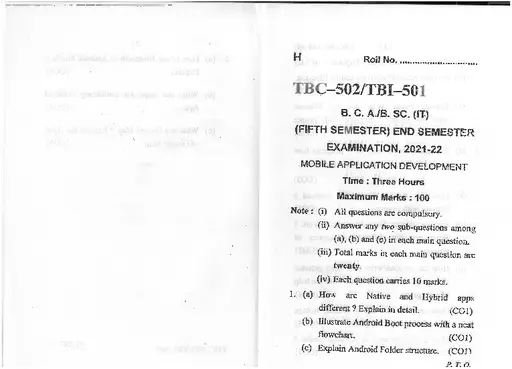 H Roll No. ..............................
TBC–502/TBI–501
B. C. A./B. SC. (IT)
(FIFTH SEMESTER) END SEMESTER
EXAMINATION, 2021-22
MOBILE APPLICATION DEVELOPMENT
Time : Three Hours
Maximum Marks : 100
Note : (i) All questions are compulsory.
(ii) Answer any two sub-questions among
(a), (b) and (c) in each main question.
(iii) Total marks in each main question are
twenty.
(iv) Each question carries 10 marks.
1. (a) How are Native and Hybrid apps
different ? Explain in detail. (CO1)
(b) Illustrate Android Boot process with a neat
flowchart. (CO1)
(c) Explain Android Folder structure. (CO1)
P. T. O.